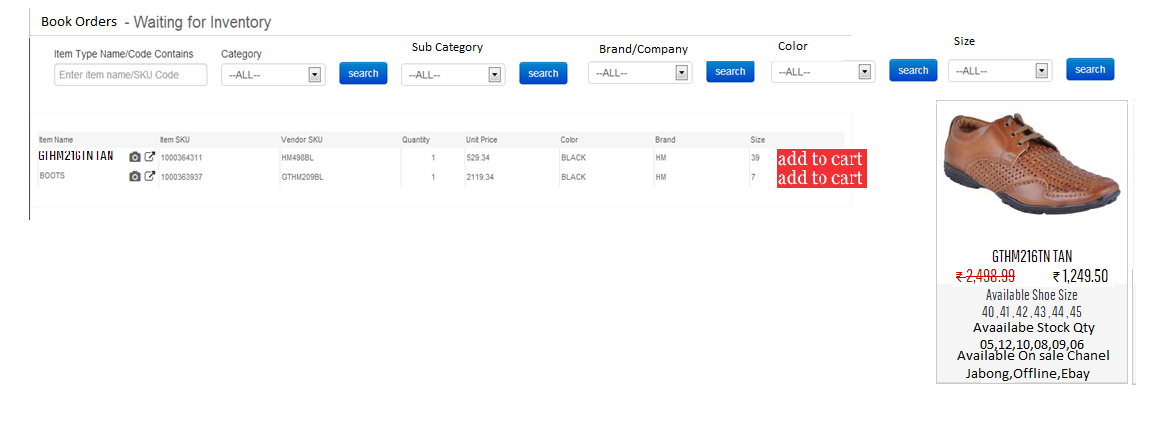 Book Orders - Waiting for Inventory
Item Type Name/Code Contains Category Sub Category Brand/Company Color Size
Enter item name/SKU Code --ALL-- search --ALL-- search --ALL-- search --ALL-- search --ALL-- search
Item Name Item SKU Vendor SKU Quantity Unit Price Color Brand Size
GTHM216TN TAN 1000364311 HM498BL 1 529.34 BLACK HM 39 add to cart
BOOTS 1000363937 GTHM209BL 1 2119.34 BLACK HM 7 add to cart
GTHM216TN TAN
₹ 2,498.99 ₹ 1,249.50
Available Shoe Size
40 , 41 , 42 , 43 , 44 , 45
Avaailabe Stock Qty
05,12,10,08,09,06
Available On sale Chanel
Jabong,Offline,Ebay